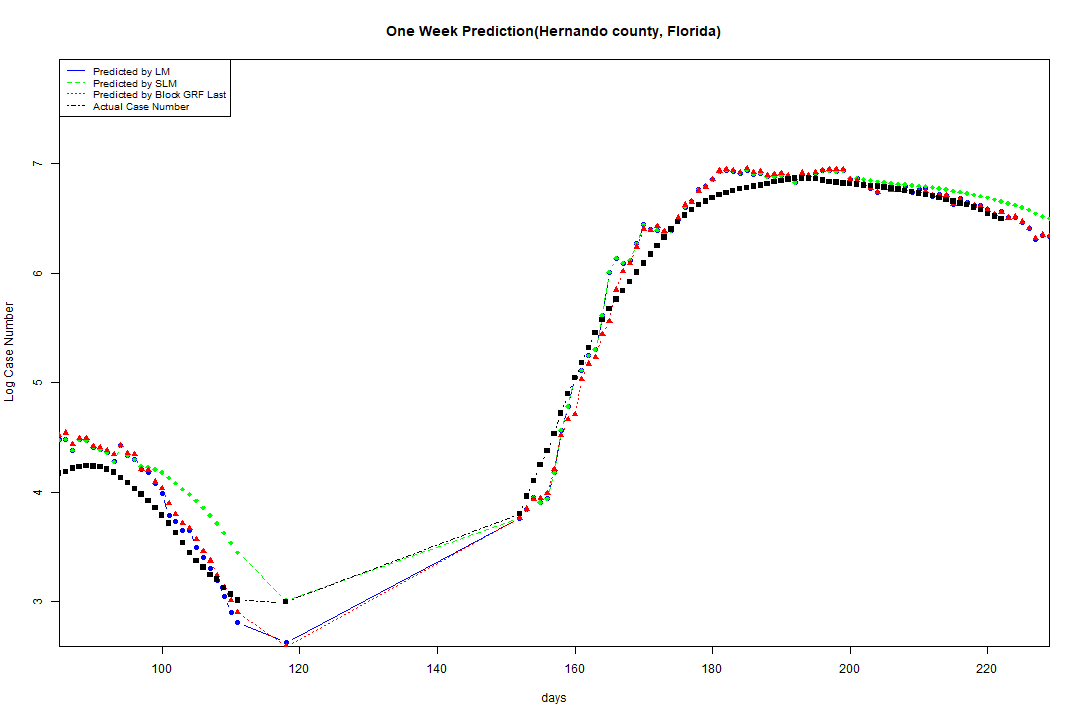 One Week Prediction(Hernando county, Florida)
Predicted by LM
Predicted by SLM
Predicted by Block GRF Last
Actual Case Number
Log Case Number
7
6
5
4
3
100 120 140 160 180 200 220
days